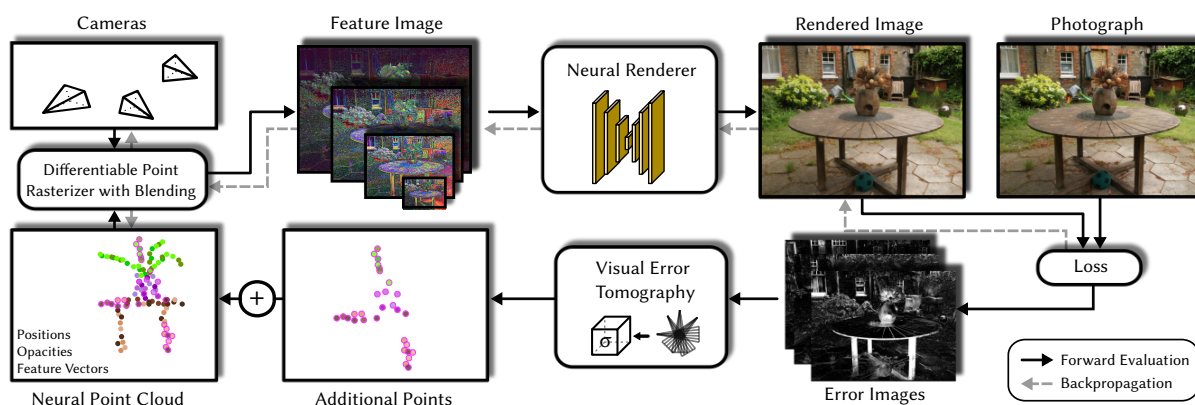 Cameras
Feature Image
Rendered Image
Photograph
Neural Renderer
Differentiable Point
Rasterizer with Blending
Loss
Visual Error
Tomography
σ
+
Positions
Opacities
Feature Vectors
Forward Evaluation
Backpropagation
Neural Point Cloud
Additional Points
Error Images